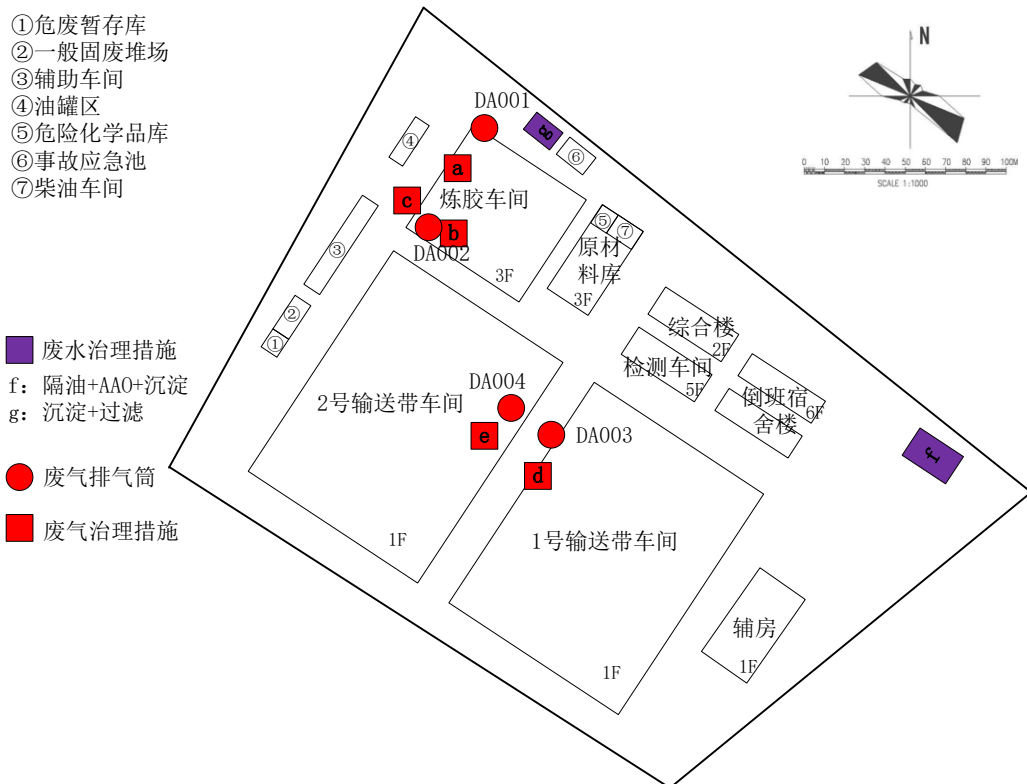 ①危废暂存库
②一般固废堆场
③辅助车间
④油罐区
⑤危险化学品库
⑥事故应急池
⑦柴油车间
N
0 10 20 30 40 50 60 70 80 90 100M
SCALE 1:1000
DA001
g
⑥
④
a
炼胶车间
c
b
DA002
3F
③
⑤
⑦
原材
料库
3F
②
①
综合楼
2F
检测车间
5F
倒班宿
舍楼
6F
f
废水治理措施
f: 隔油+AAO+沉淀
g: 沉淀+过滤
废气排气筒
废气治理措施
DA004
2号输送带车间
e
DA003
d
1F
1号输送带车间
1F
辅房
1F